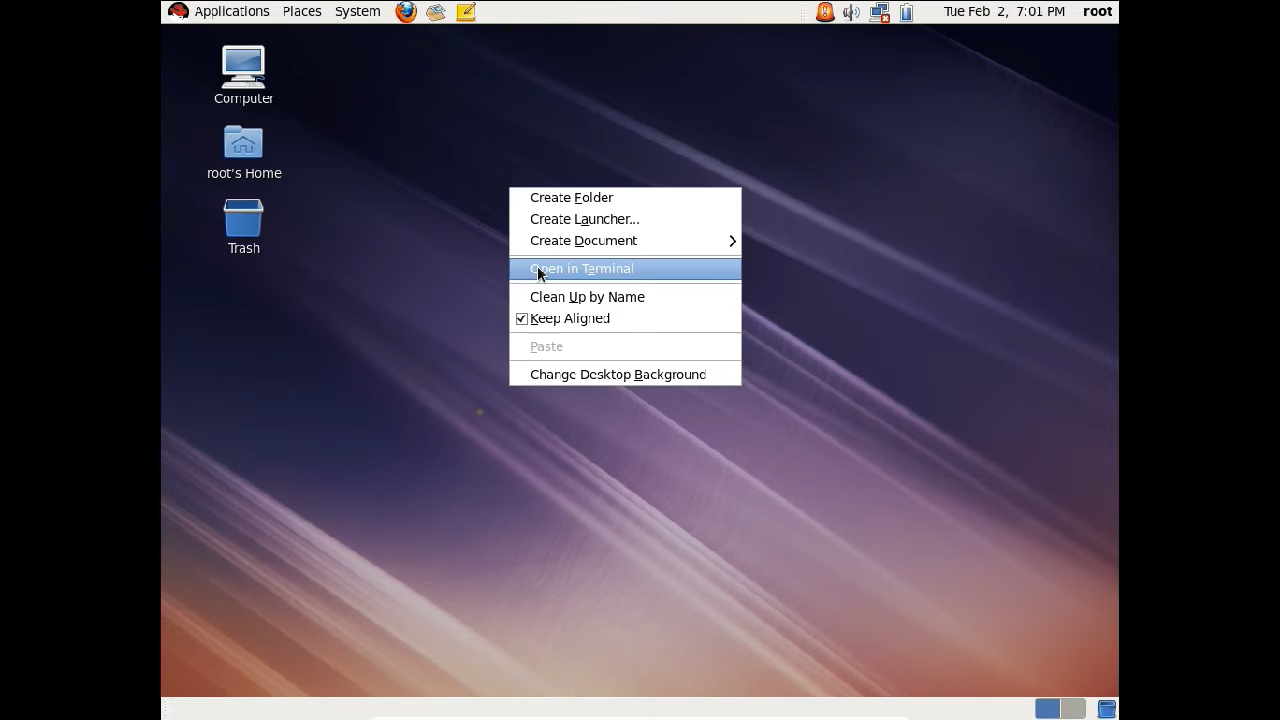 Applications Places System Tue Feb 2, 7:01 PM root
Computer
root's Home
Trash
Create Folder
Create Launcher...
Create Document
Open in Terminal
Clean Up by Name
Keep Aligned
Paste
Change Desktop Background